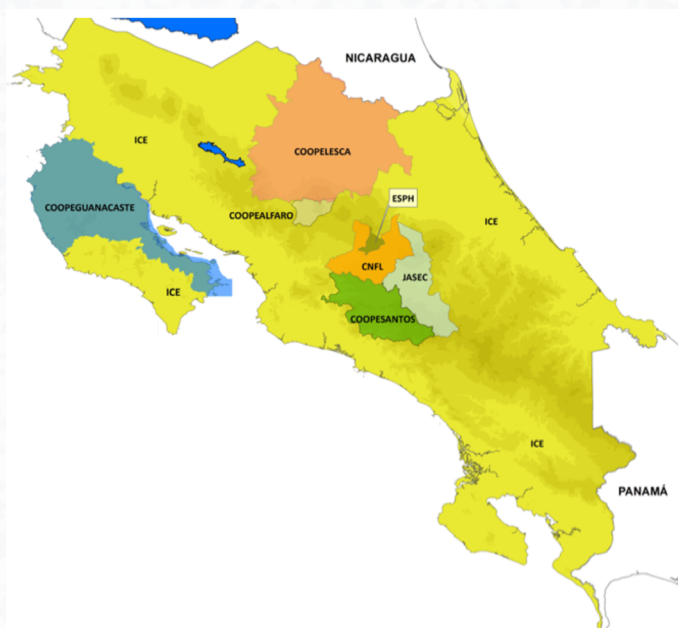 NICARAGUA
ICE
COOPELESCA
ESPH
COOPEGUANACASTE
COOPEALFARO
ICE
CNFL
JASEC
ICE
COOPESANTOS
ICE
PANAMÁ